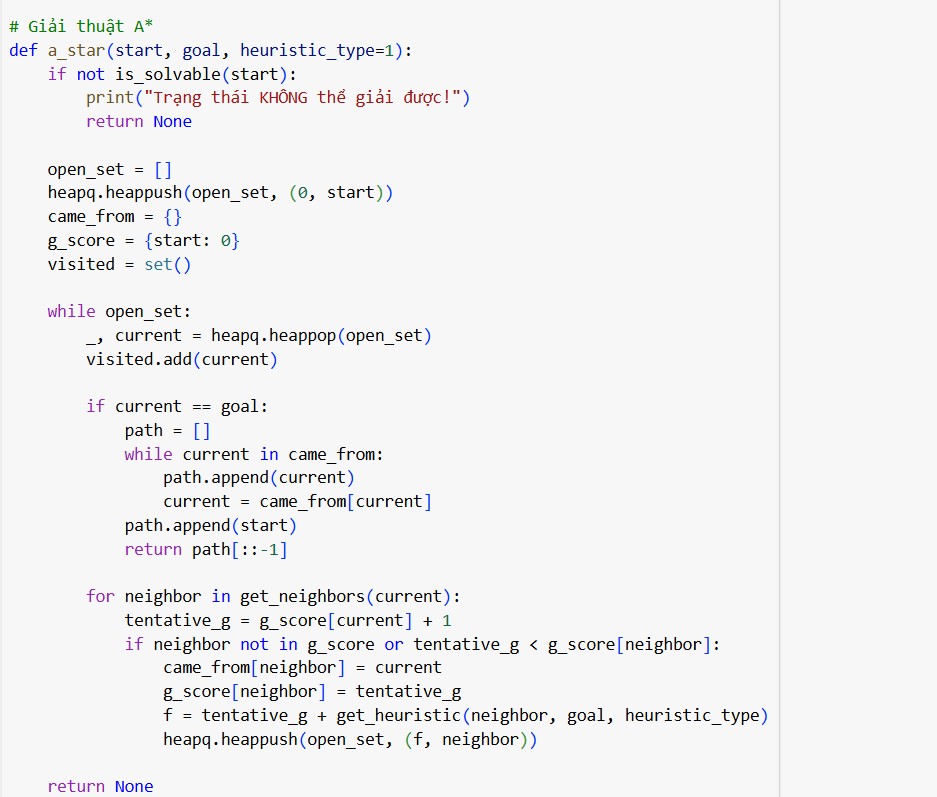 # Giải thuật A*
def a_star(start, goal, heuristic_type=1):
    if not is_solvable(start):
        print("Trạng thái KHÔNG thể giải được!")
        return None

    open_set = []
    heapq.heappush(open_set, (0, start))
    came_from = {}
    g_score = {start: 0}
    visited = set()

    while open_set:
        _, current = heapq.heappop(open_set)
        visited.add(current)

        if current == goal:
            path = []
            while current in came_from:
                path.append(current)
                current = came_from[current]
            path.append(start)
            return path[::-1]

        for neighbor in get_neighbors(current):
            tentative_g = g_score[current] + 1
            if neighbor not in g_score or tentative_g < g_score[neighbor]:
                came_from[neighbor] = current
                g_score[neighbor] = tentative_g
                f = tentative_g + get_heuristic(neighbor, goal, heuristic_type)
                heapq.heappush(open_set, (f, neighbor))

    return None